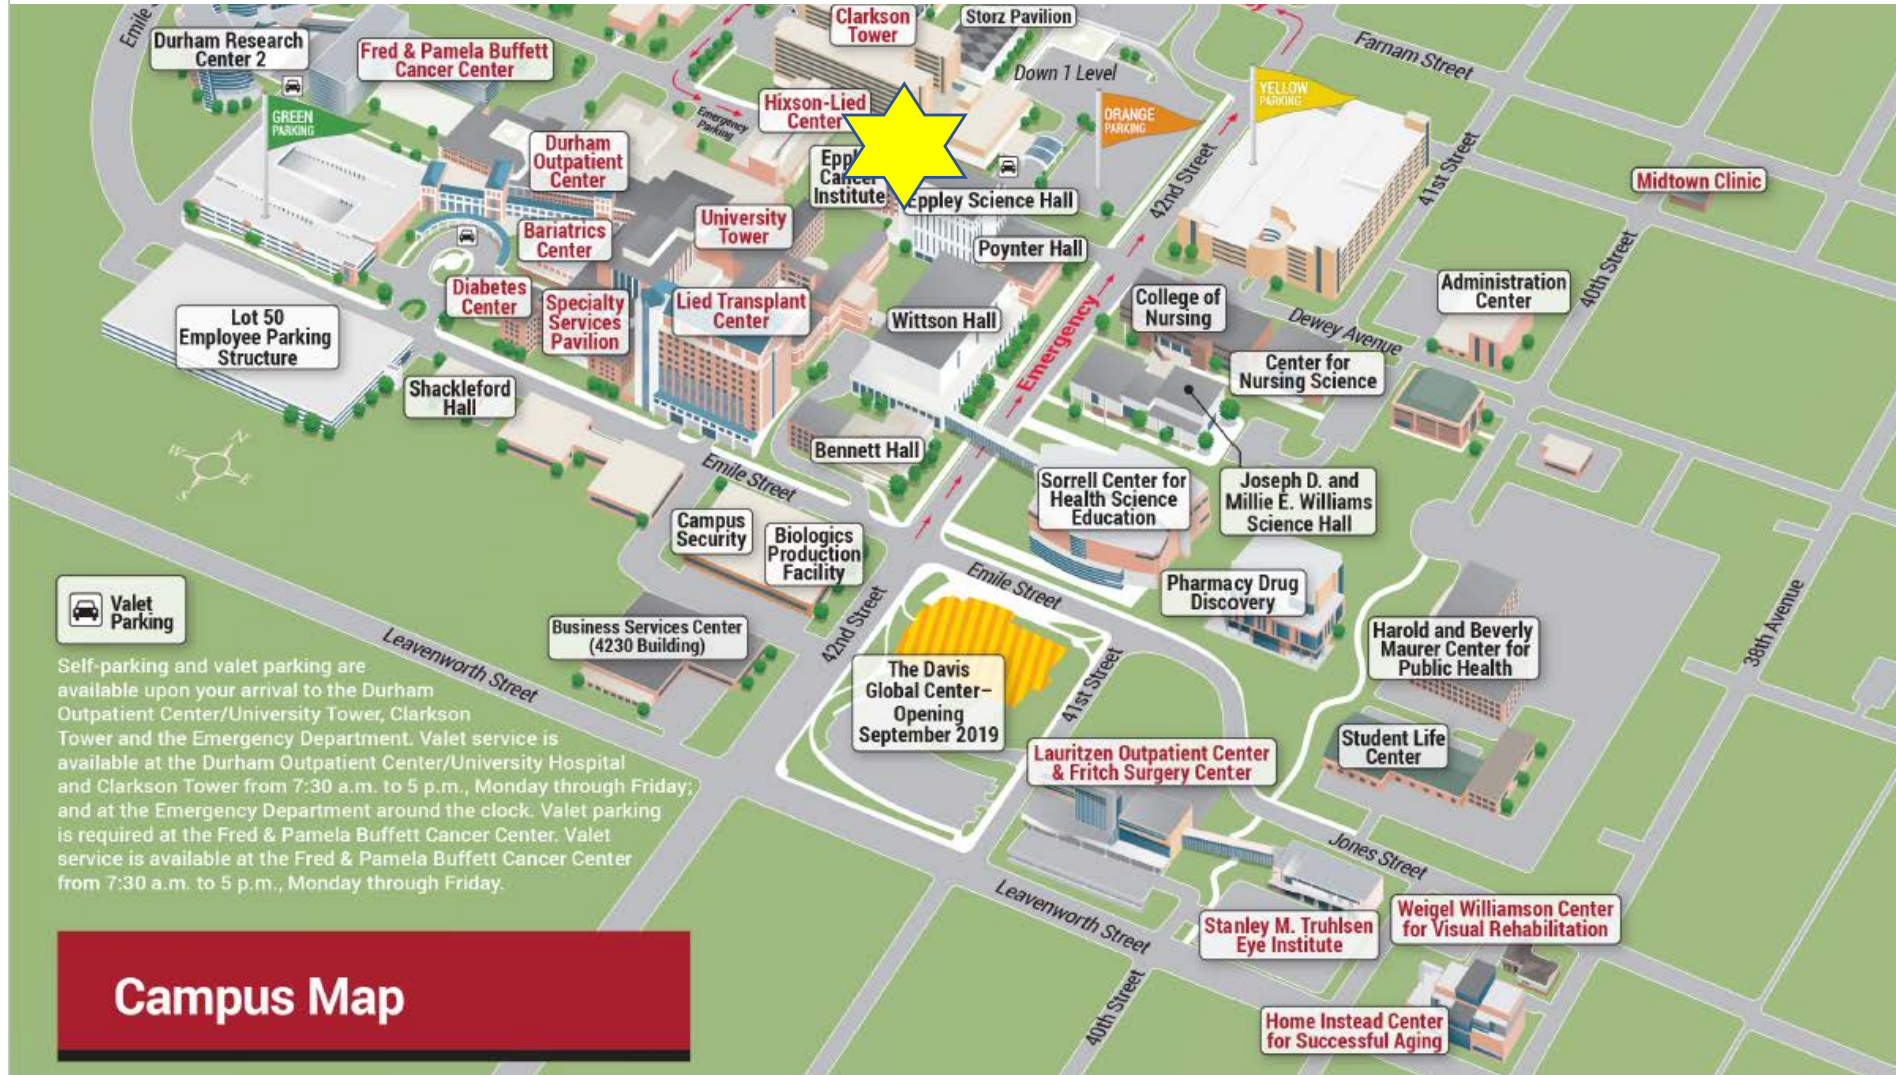 Emile
Durham Research
Center 2
Fred & Pamela Buffett
Cancer Center
Clarkson
Tower
Storz Pavilion
Down 1 Level
Farnam Street
Hixson-Lied
Center
Emergency
Parking
GREEN
PARKING
ORANGE
PARKING
YELLOW
PARKING
Durham
Outpatient
Center
Cancer
Institute
Eppley Science Hall
42nd Street
41st Street
Midtown Clinic
University
Tower
Bariatrics
Center
Poynter Hall
40th Street
Administration
Center
Diabetes
Center
Specialty
Services
Pavilion
Lied Transplant
Center
Wittson Hall
College of
Nursing
Dewey Avenue
Lot 50
Employee Parking
Structure
Emergency
Center for
Nursing Science
Shackleford
Hall
N
W
E
S
Bennett Hall
Emile Street
Sorrell Center for
Health Science
Education
Joseph D. and
Millie E. Williams
Science Hall
Campus
Security
Biologics
Production
Facility
Emile Street
Pharmacy Drug
Discovery
Valet
Parking
Business Services Center
(4230 Building)
42nd Street
Harold and Beverly
Maurer Center for
Public Health
38th Avenue
Leavenworth Street
The Davis
Global Center–
Opening
September 2019
41st Street
Student Life
Center
Self-parking and valet parking are
available upon your arrival to the Durham
Outpatient Center/University Tower, Clarkson
Tower and the Emergency Department. Valet service is
available at the Durham Outpatient Center/University Hospital
and Clarkson Tower from 7:30 a.m. to 5 p.m., Monday through Friday;
and at the Emergency Department around the clock. Valet parking
is required at the Fred & Pamela Buffett Cancer Center. Valet
service is available at the Fred & Pamela Buffett Cancer Center
from 7:30 a.m. to 5 p.m., Monday through Friday.
Lauritzen Outpatient Center
& Fritch Surgery Center
Jones Street
Leavenworth Street
Stanley M. Truhlsen
Eye Institute
Weigel Williamson Center
for Visual Rehabilitation
40th Street
Home Instead Center
for Successful Aging
Campus Map